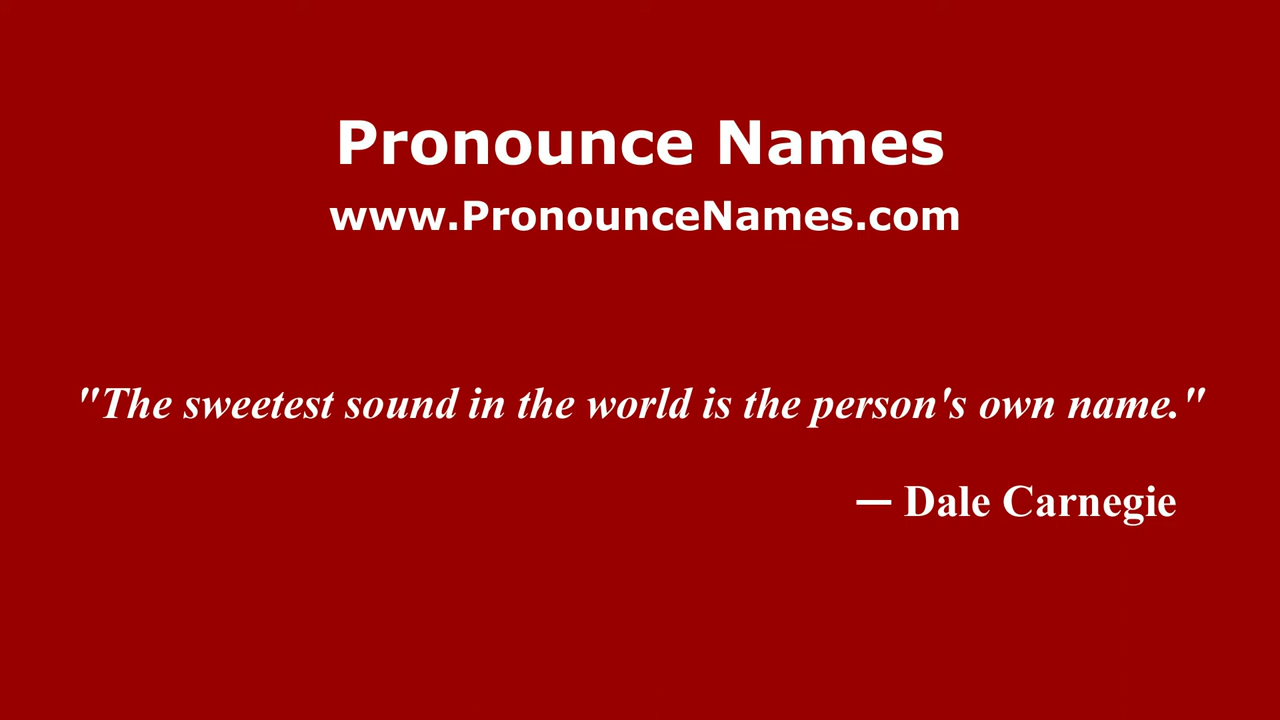 Pronounce Names
www.PronounceNames.com
"The sweetest sound in the world is the person's own name."
— Dale Carnegie